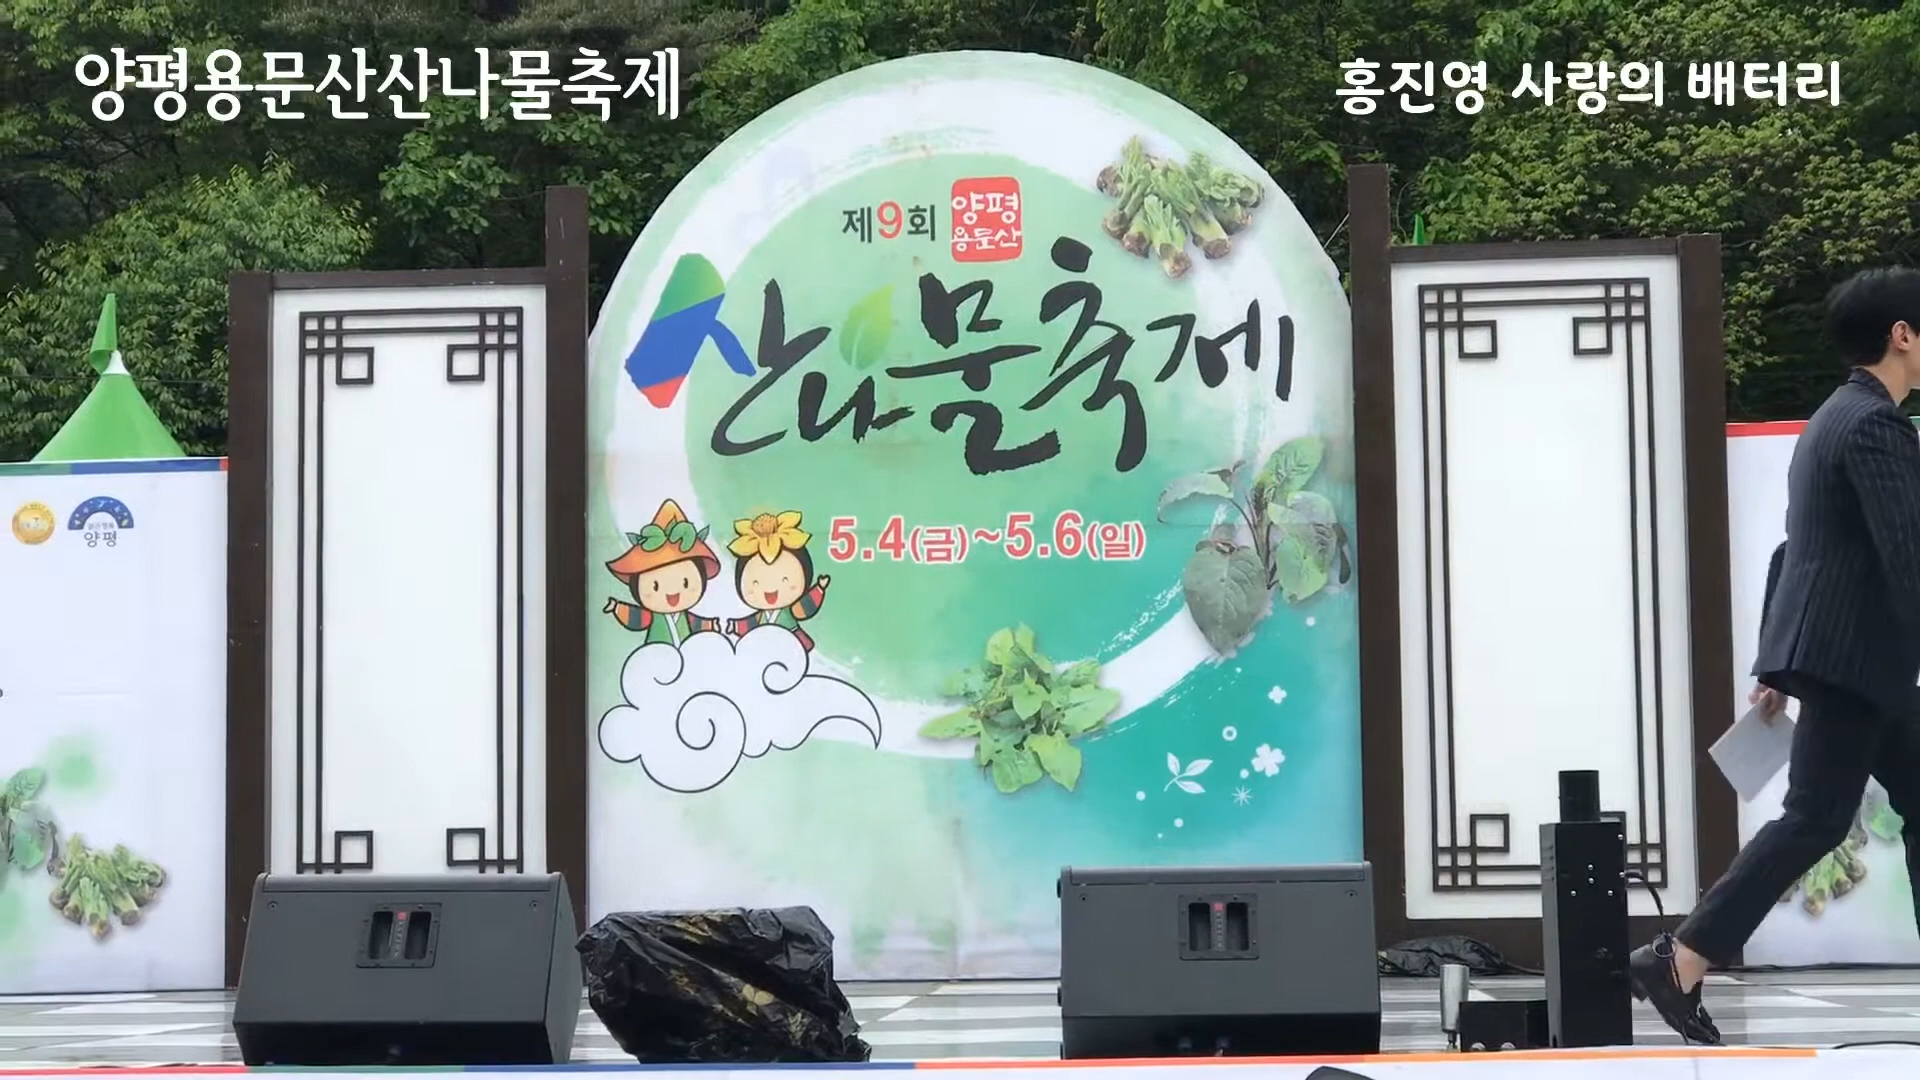 양평용문산산나물축제
홍진영 사랑의 배터리
제9회 양평
용문산
산나물축제
5.4(금)~5.6(일)
양평